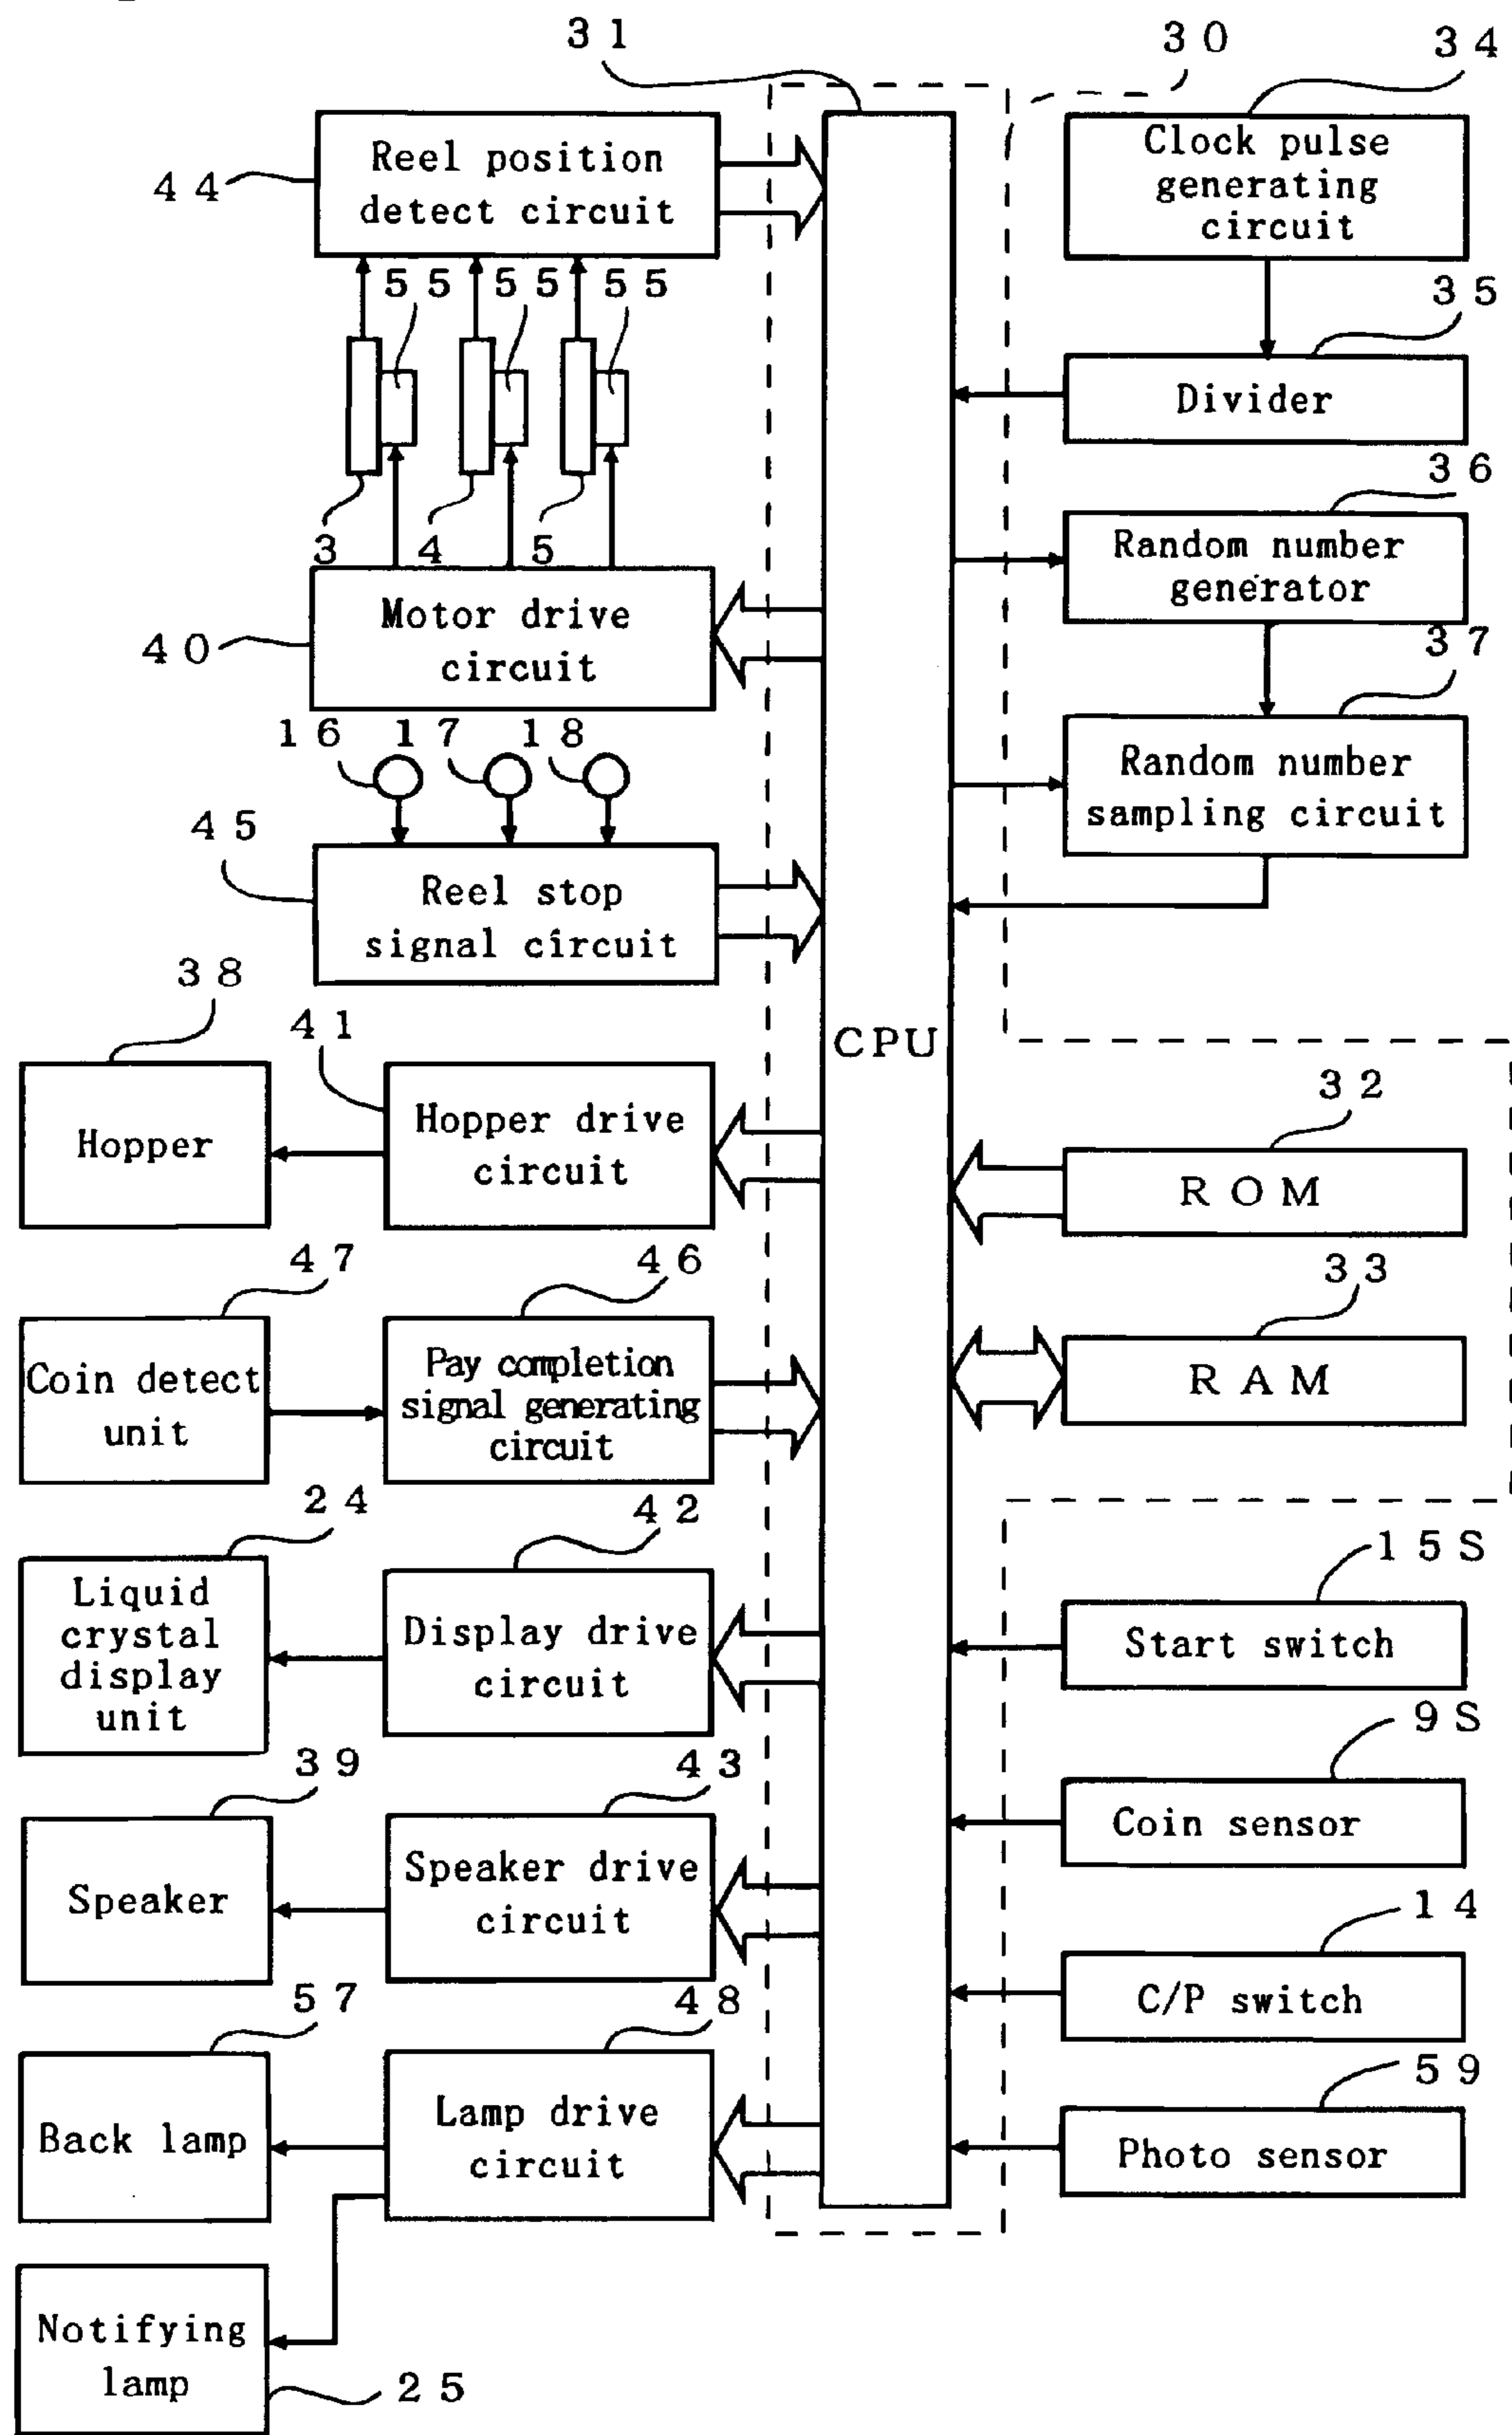 31
30
34
Reel position
detect circuit
Clock pulse
generating
circuit
44
55 55 55
35
Divider
3 4 5
36
Random number
generator
Motor drive
circuit
40
37
16 17 18
Random number
sampling circuit
45
Reel stop
signal circuit
38
41
CPU
Hopper
Hopper drive
circuit
32
ROM
47
46
33
Coin detect
unit
Pay completion
signal generating
circuit
RAM
24
42
15S
Liquid
crystal
display
unit
Display drive
circuit
Start switch
39
43
9S
Speaker
Speaker drive
circuit
Coin sensor
57
48
14
C/P switch
Back lamp
Lamp drive
circuit
59
Photo sensor
Notifying
lamp
25